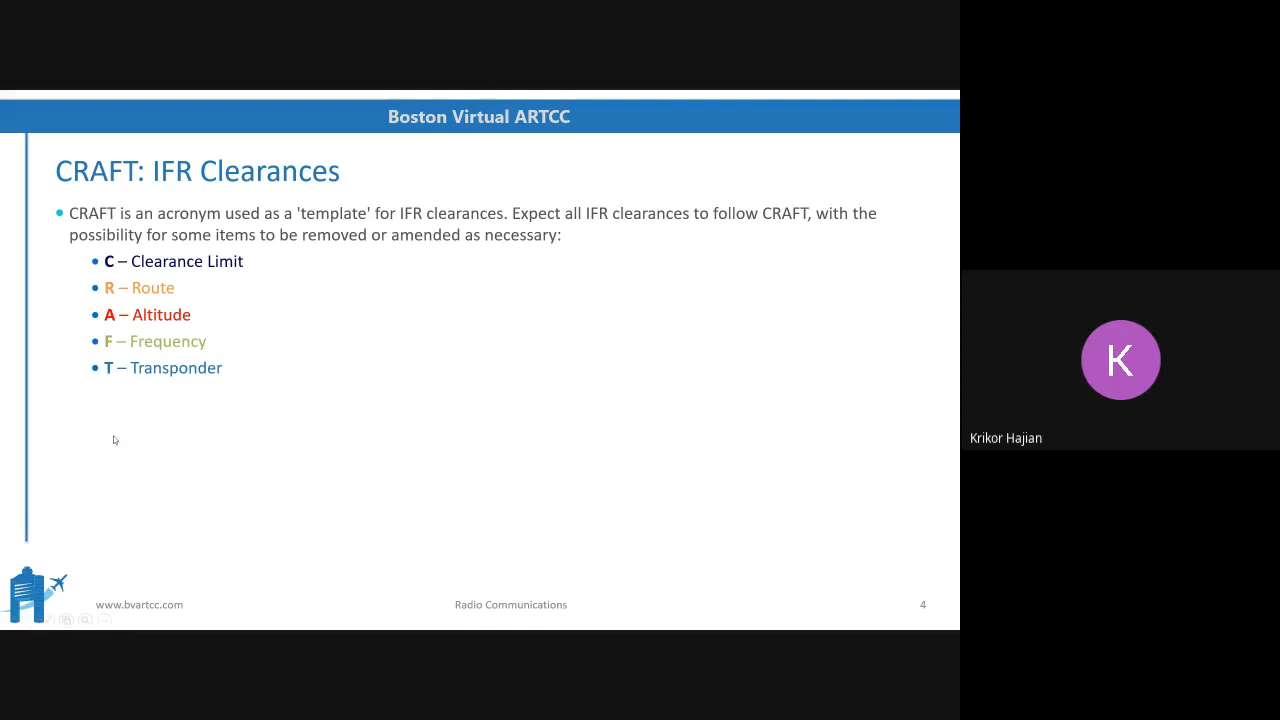 Boston Virtual ARTCC
CRAFT: IFR Clearances
• CRAFT is an acronym used as a 'template' for IFR clearances. Expect all IFR clearances to follow CRAFT, with the
possibility for some items to be removed or amended as necessary:
• C – Clearance Limit
• R – Route
• A – Altitude
• F – Frequency
• T – Transponder
K
Krikor Hajian
www.bvartcc.com
Radio Communications
4